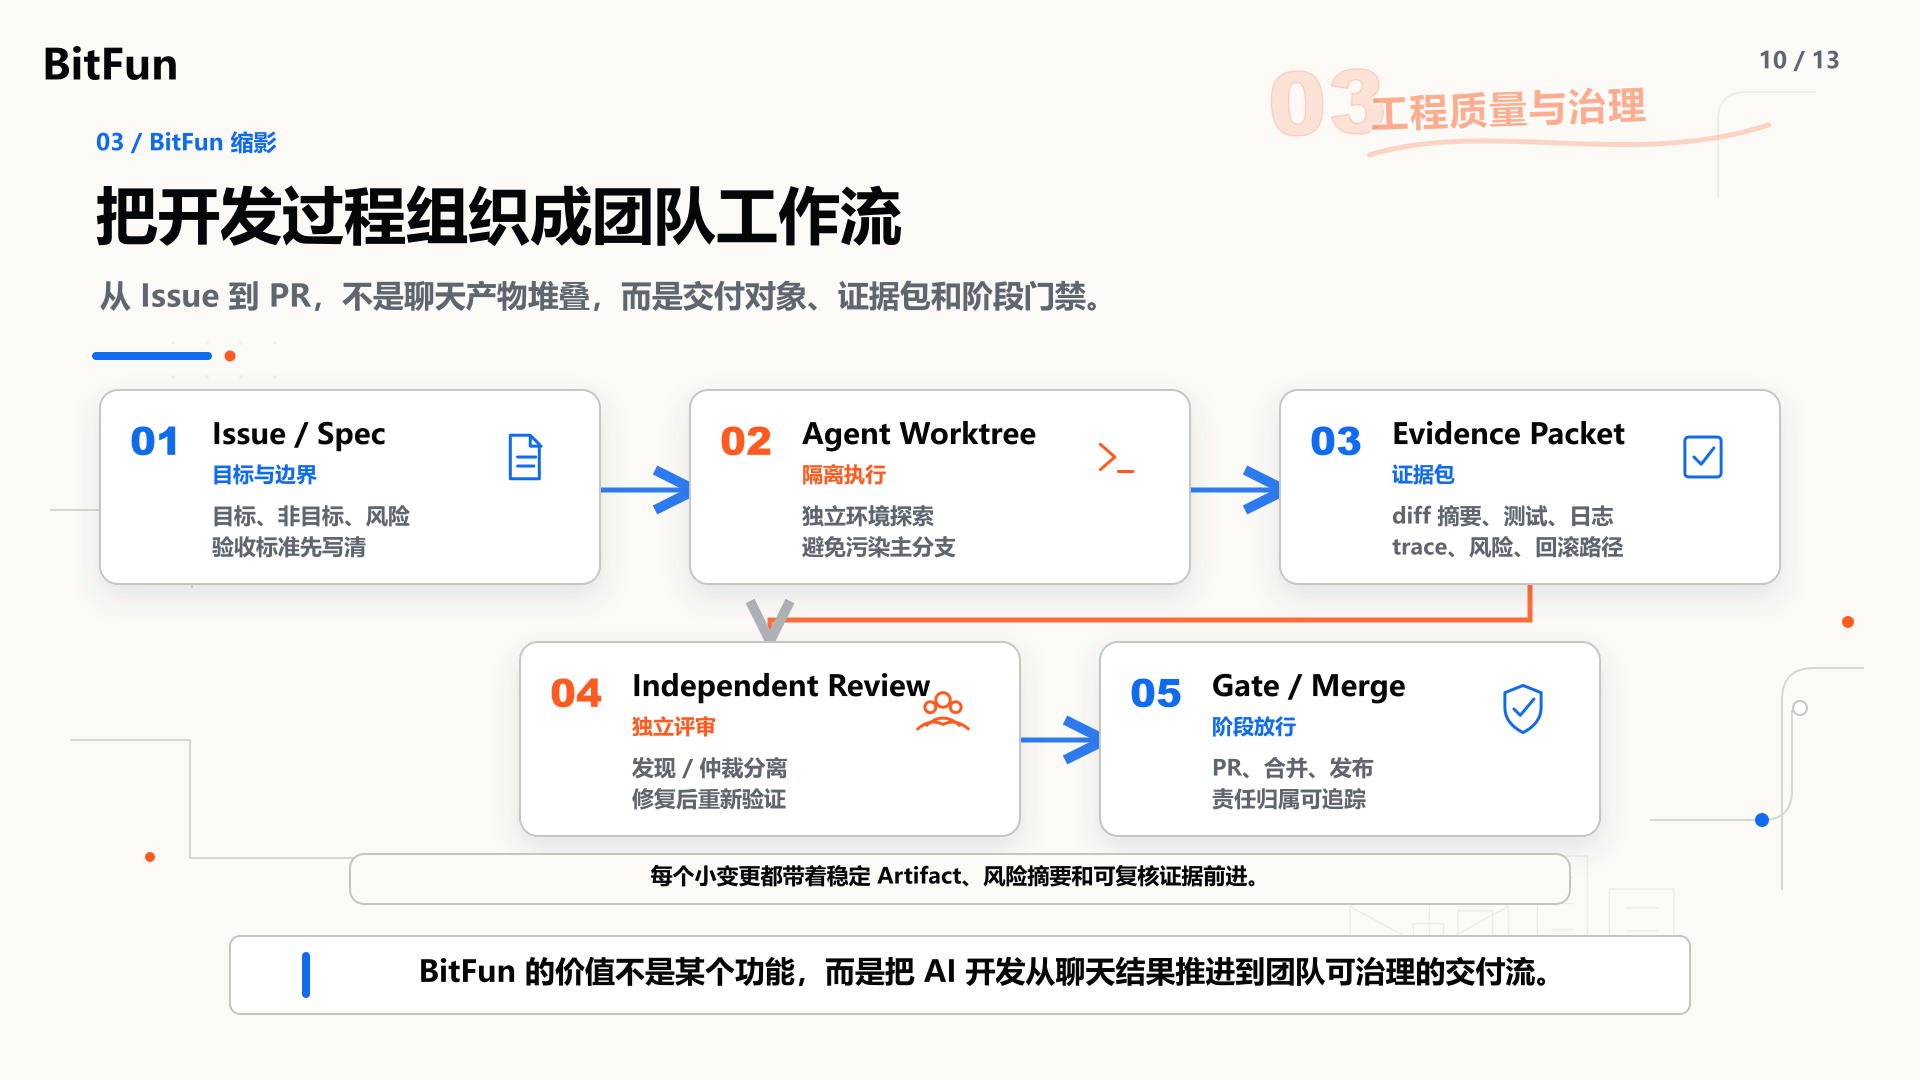 BitFun
10 / 13
03
工程质量与治理
03 / BitFun 缩影
把开发过程组织成团队工作流
从 Issue 到 PR，不是聊天产物堆叠，而是交付对象、证据包和阶段门禁。
01
Issue / Spec
目标与边界
目标、非目标、风险
验收标准先写清
02
Agent Worktree
隔离执行
独立环境探索
避免污染主分支
03
Evidence Packet
证据包
diff 摘要、测试、日志
trace、风险、回滚路径
04
Independent Review
独立评审
发现 / 仲裁分离
修复后重新验证
05
Gate / Merge
阶段放行
PR、合并、发布
责任归属可追踪
每个小变更都带着稳定 Artifact、风险摘要和可复核证据前进。
BitFun 的价值不是某个功能，而是把 AI 开发从聊天结果推进到团队可治理的交付流。